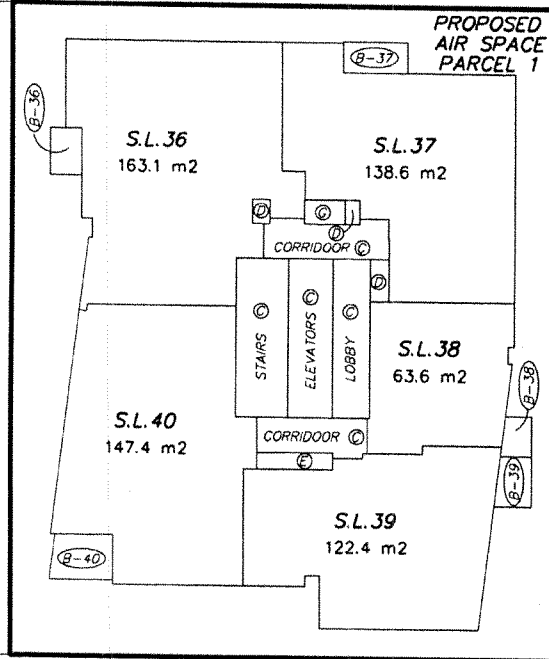 PROPOSED
AIR SPACE
PARCEL 1
B-37
B-36
S.L.36
163.1 m2
S.L.37
138.6 m2
D
G
D
CORRIDOOR C
D
STAIRS C
ELEVATORS C
LOBBY C
S.L.38
63.6 m2
B-38
S.L.40
147.4 m2
CORRIDOOR C
E
B-39
S.L.39
122.4 m2
B-40